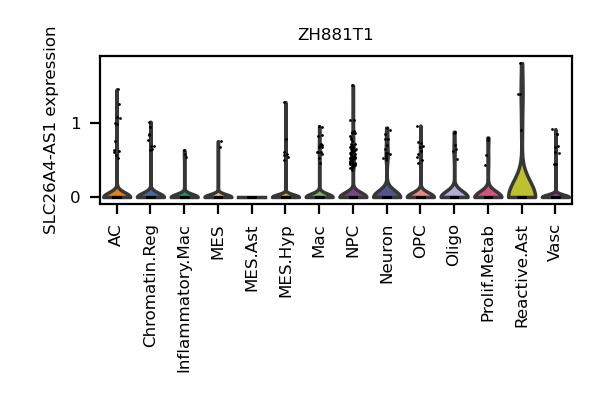 ZH881T1
SLC26A4-AS1 expression
1
0
AC
Chromatin.Reg
Inflammatory.Mac
MES
MES.Ast
MES.Hyp
Mac
NPC
Neuron
OPC
Oligo
Prolif.Metab
Reactive.Ast
Vasc